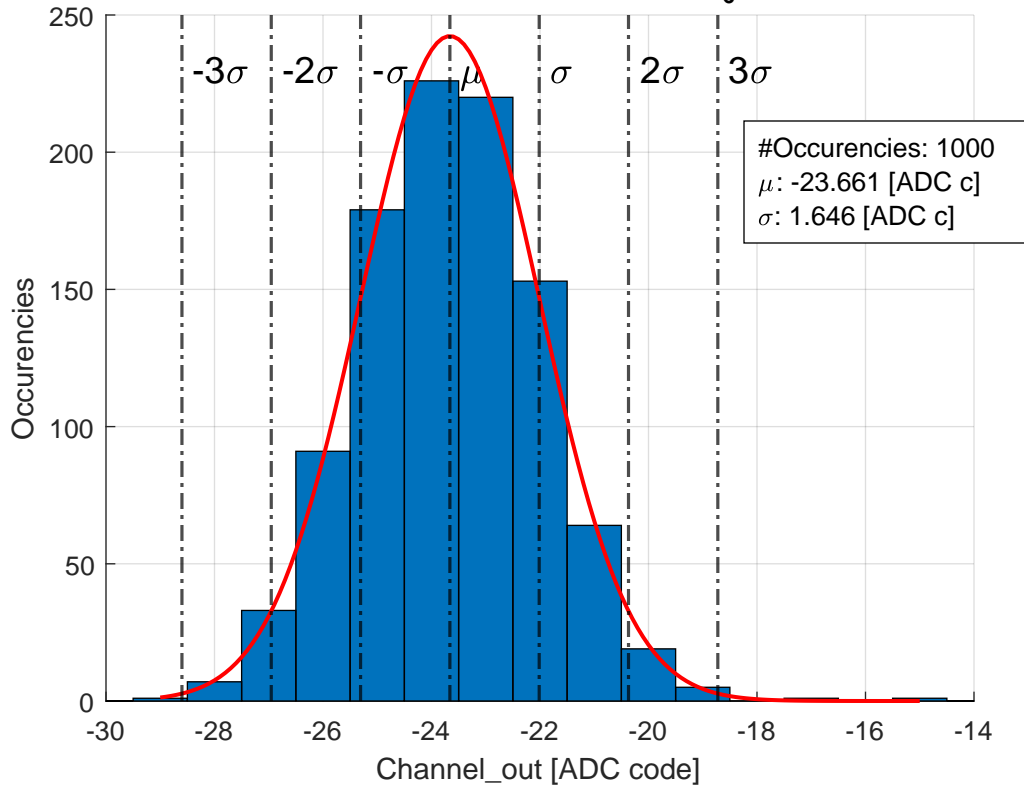 250
200
150
100
50
0
-3σ -2σ -σ μ σ 2σ 3σ
#Occurencies: 1000
μ: -23.661 [ADC c]
σ: 1.646 [ADC c]
Occurencies
-30 -28 -26 -24 -22 -20 -18 -16 -14
Channel_out [ADC code]